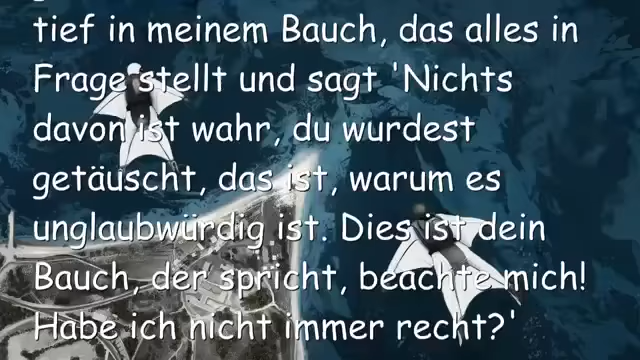 tief in meinem Bauch, das alles in
Frage stellt und sagt 'Nichts
davon ist wahr, du wurdest
getäuscht, das ist, warum es
unglaubwürdig ist. Dies ist dein
Bauch, der spricht, beachte mich!
Habe ich nicht immer recht?'